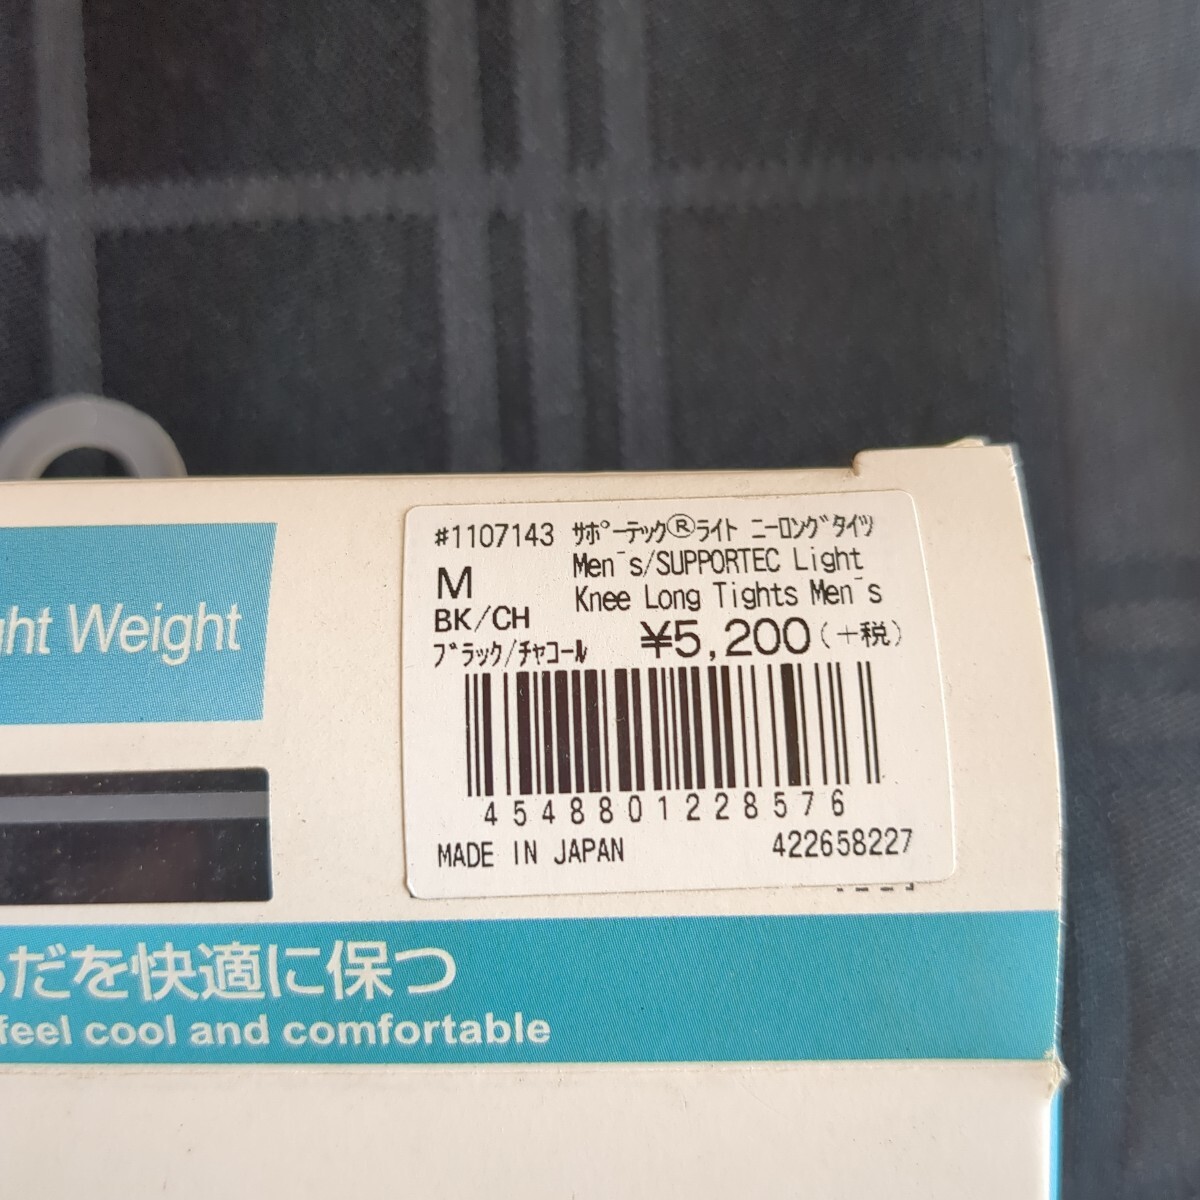 #1107143 サポーテック®ライト ニーロングタイツ
M Men¯s/SUPPORTEC Light
Knee Long Tights Men¯s
BK/CH
ブラック/チャコール ¥5,200(+税)
4548801228576
MADE IN JAPAN 422658227
Weight
だを快適に保つ
feel cool and comfortable